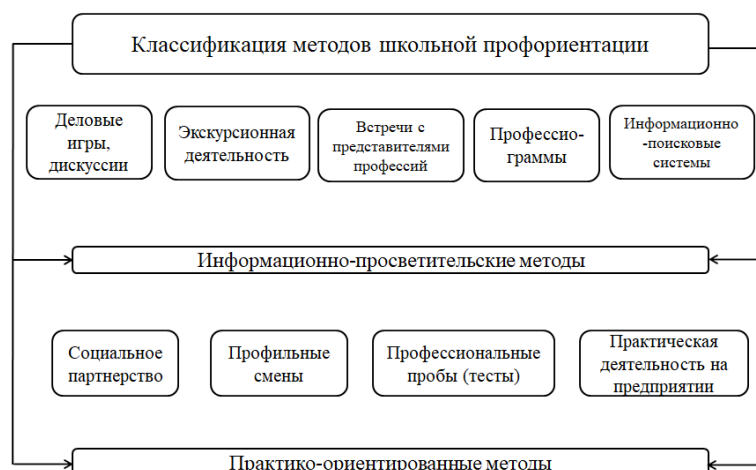 Классификация методов школьной профориентации
Деловые
игры,
дискуссии
Экскурсионная
деятельность
Встречи с
представителями
профессий
Профессио-
граммы
Информационно
-поисковые
системы
Информационно-просветительские методы
Социальное
партнерство
Профильные
смены
Профессиональные
пробы (тесты)
Практическая
деятельность на
предприятии
Практико-ориентированные методы